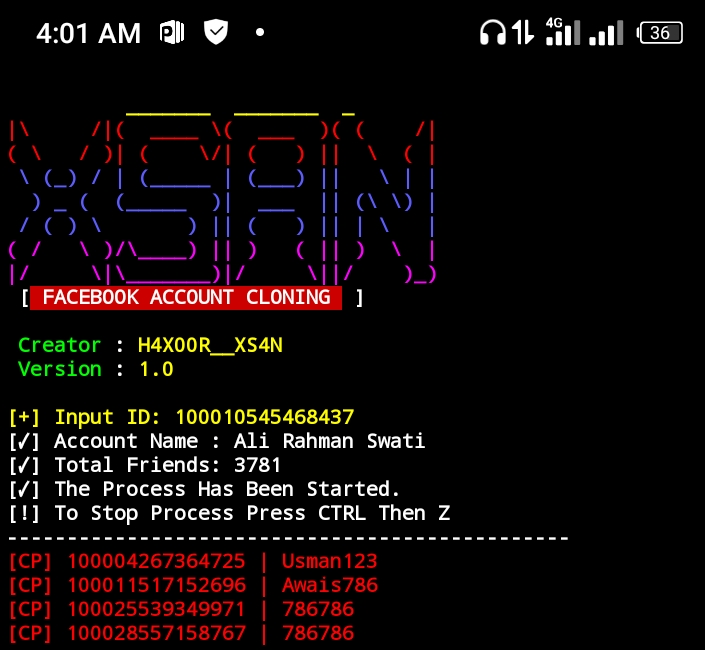 4:01 AM
4G
36
XSAN
[ FACEBOOK ACCOUNT CLONING ]
Creator : H4X00R__XS4N
Version : 1.0
[+] Input ID: 100010545468437
[✓] Account Name : Ali Rahman Swati
[✓] Total Friends: 3781
[✓] The Process Has Been Started.
[!] To Stop Process Press CTRL Then Z
-----------------------------------------------
[CP] 100004267364725 | Usman123
[CP] 100011517152696 | Awais786
[CP] 100025539349971 | 786786
[CP] 100028557158767 | 786786